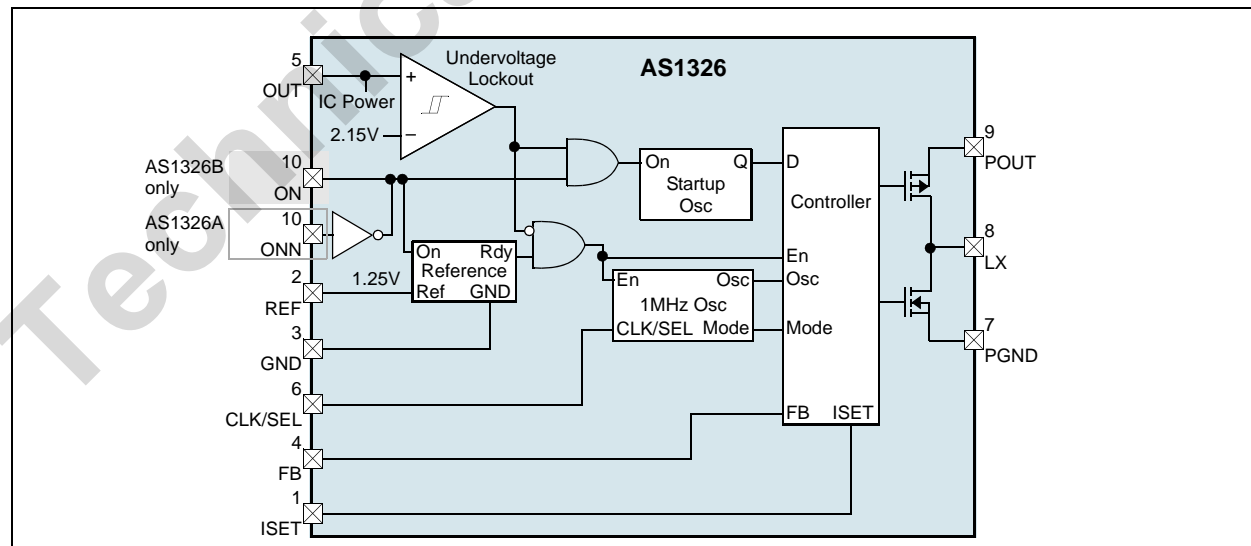 Technic
AS1326
5
OUT
IC Power
+
Undervoltage
Lockout
2.15V
–
AS1326B
only
10
ON
AS1326A
only
10
ONN
2
REF
1.25V
3
GND
6
CLK/SEL
4
FB
1
ISET
On Rdy
Reference
Ref GND
On Q
Startup
Osc
En Osc
1MHz Osc
CLK/SEL Mode
D
Controller
En
Osc
Mode
FB ISET
9
POUT
8
LX
7
PGND